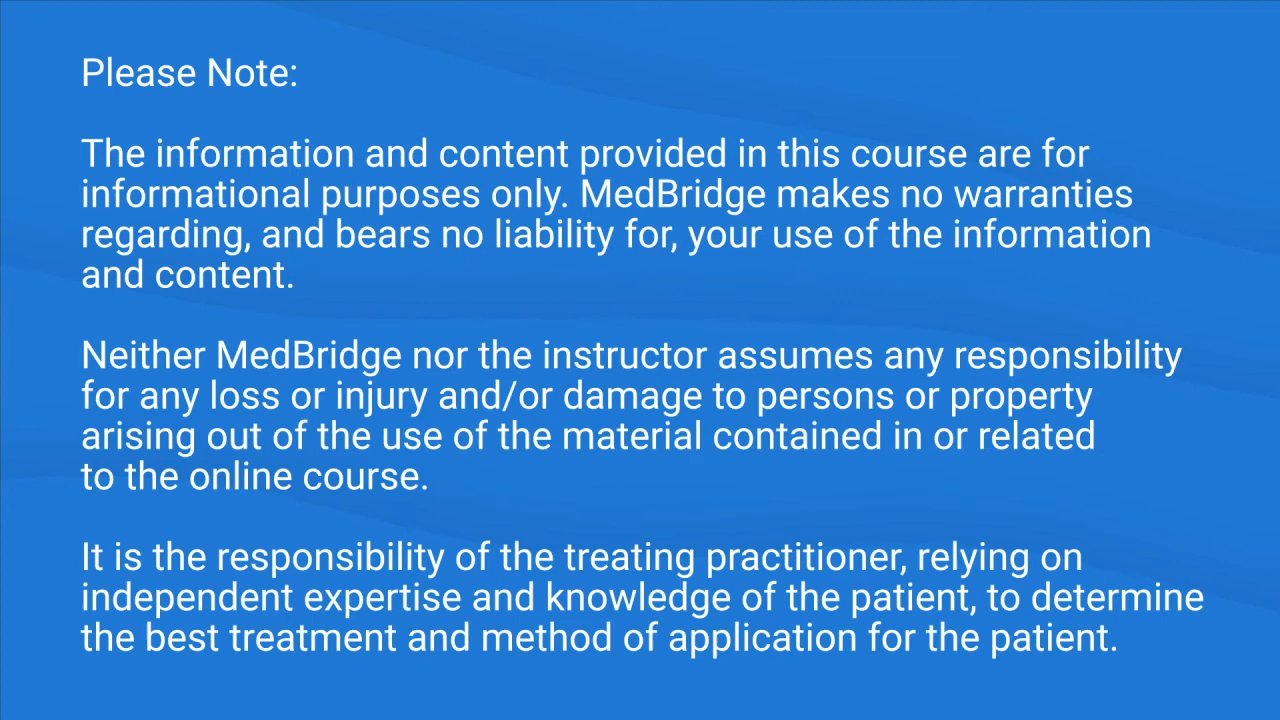 Please Note:
The information and content provided in this course are for
informational purposes only. MedBridge makes no warranties
regarding, and bears no liability for, your use of the information
and content.
Neither MedBridge nor the instructor assumes any responsibility
for any loss or injury and/or damage to persons or property
arising out of the use of the material contained in or related
to the online course.
It is the responsibility of the treating practitioner, relying on
independent expertise and knowledge of the patient, to determine
the best treatment and method of application for the patient.